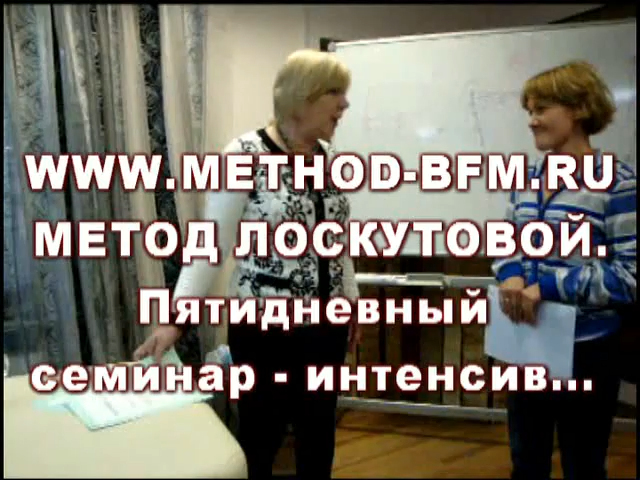 WWW.METHOD-BFM.RU
МЕТОД ЛОСКУТОВОЙ.
Пятидневный
семинар - интенсив...